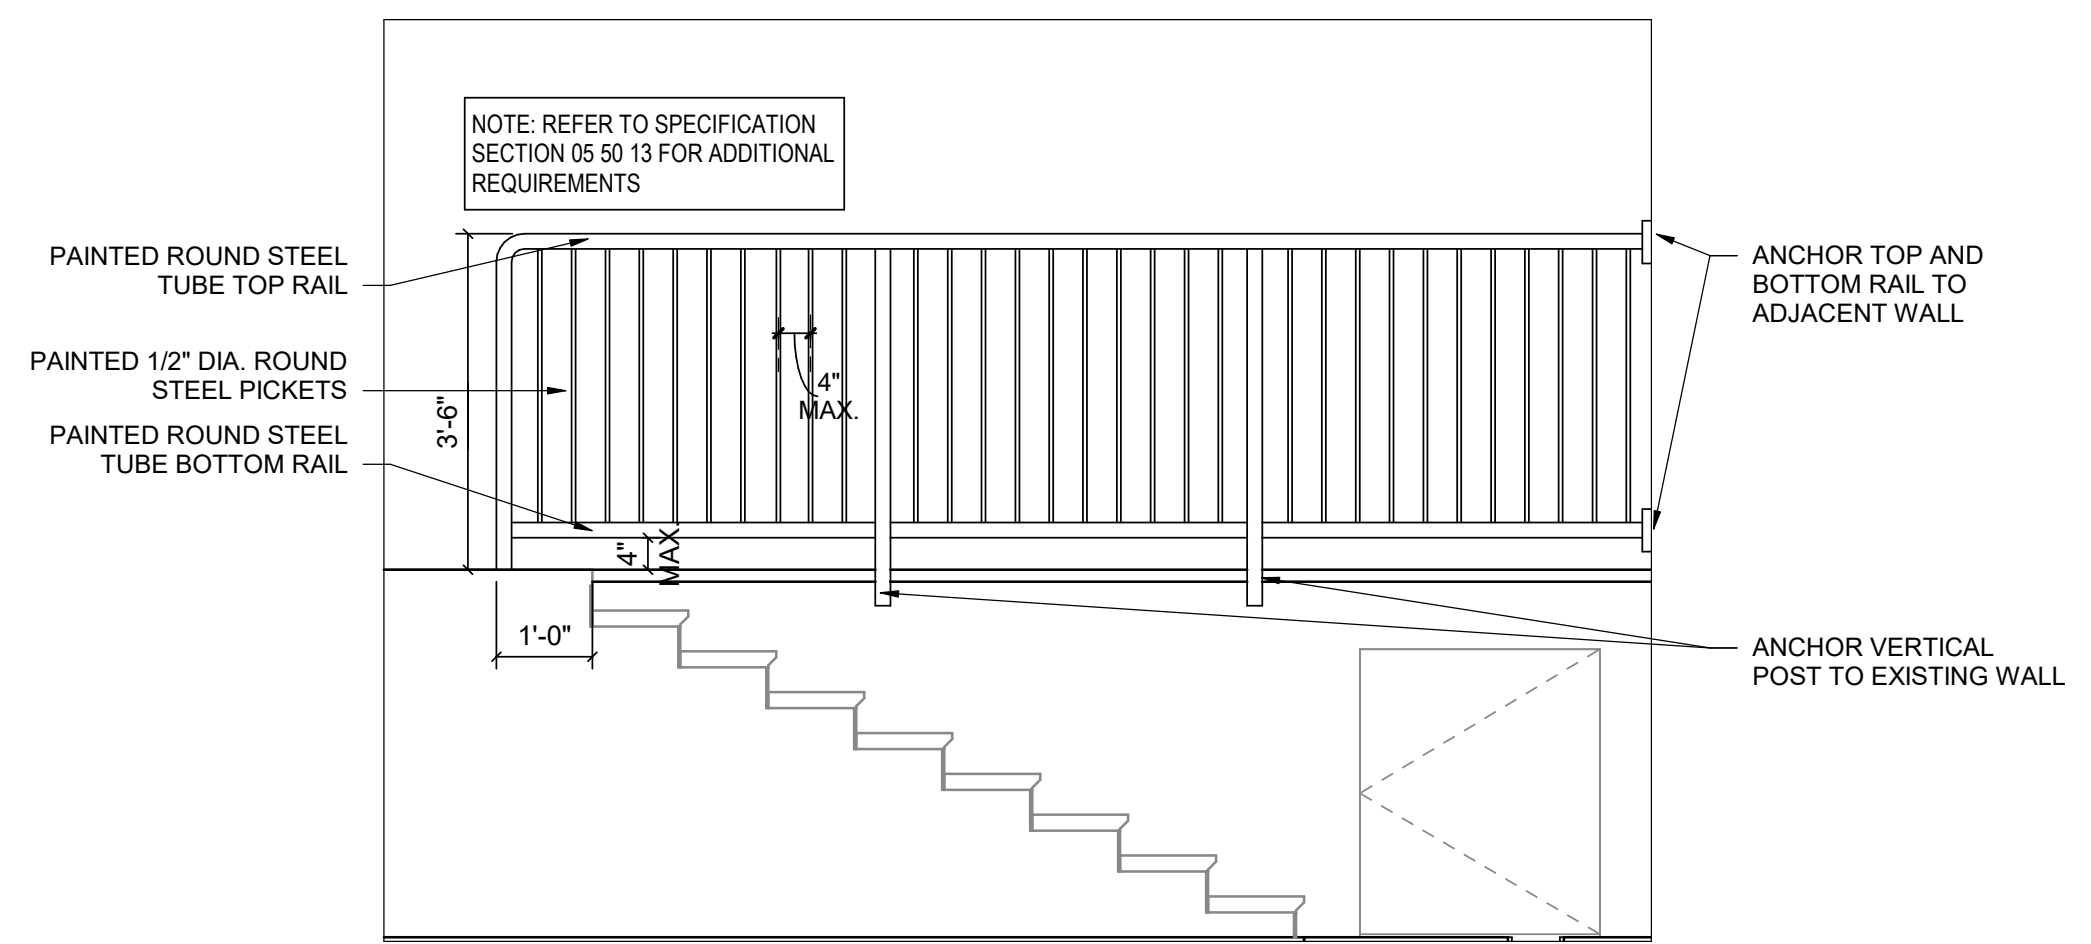 NOTE: REFER TO SPECIFICATION
SECTION 05 50 13 FOR ADDITIONAL
REQUIREMENTS
PAINTED ROUND STEEL
TUBE TOP RAIL
PAINTED 1/2" DIA. ROUND
STEEL PICKETS
PAINTED ROUND STEEL
TUBE BOTTOM RAIL
3'-6"
4"
MAX.
4"
MAX.
1'-0"
ANCHOR TOP AND
BOTTOM RAIL TO
ADJACENT WALL
ANCHOR VERTICAL
POST TO EXISTING WALL